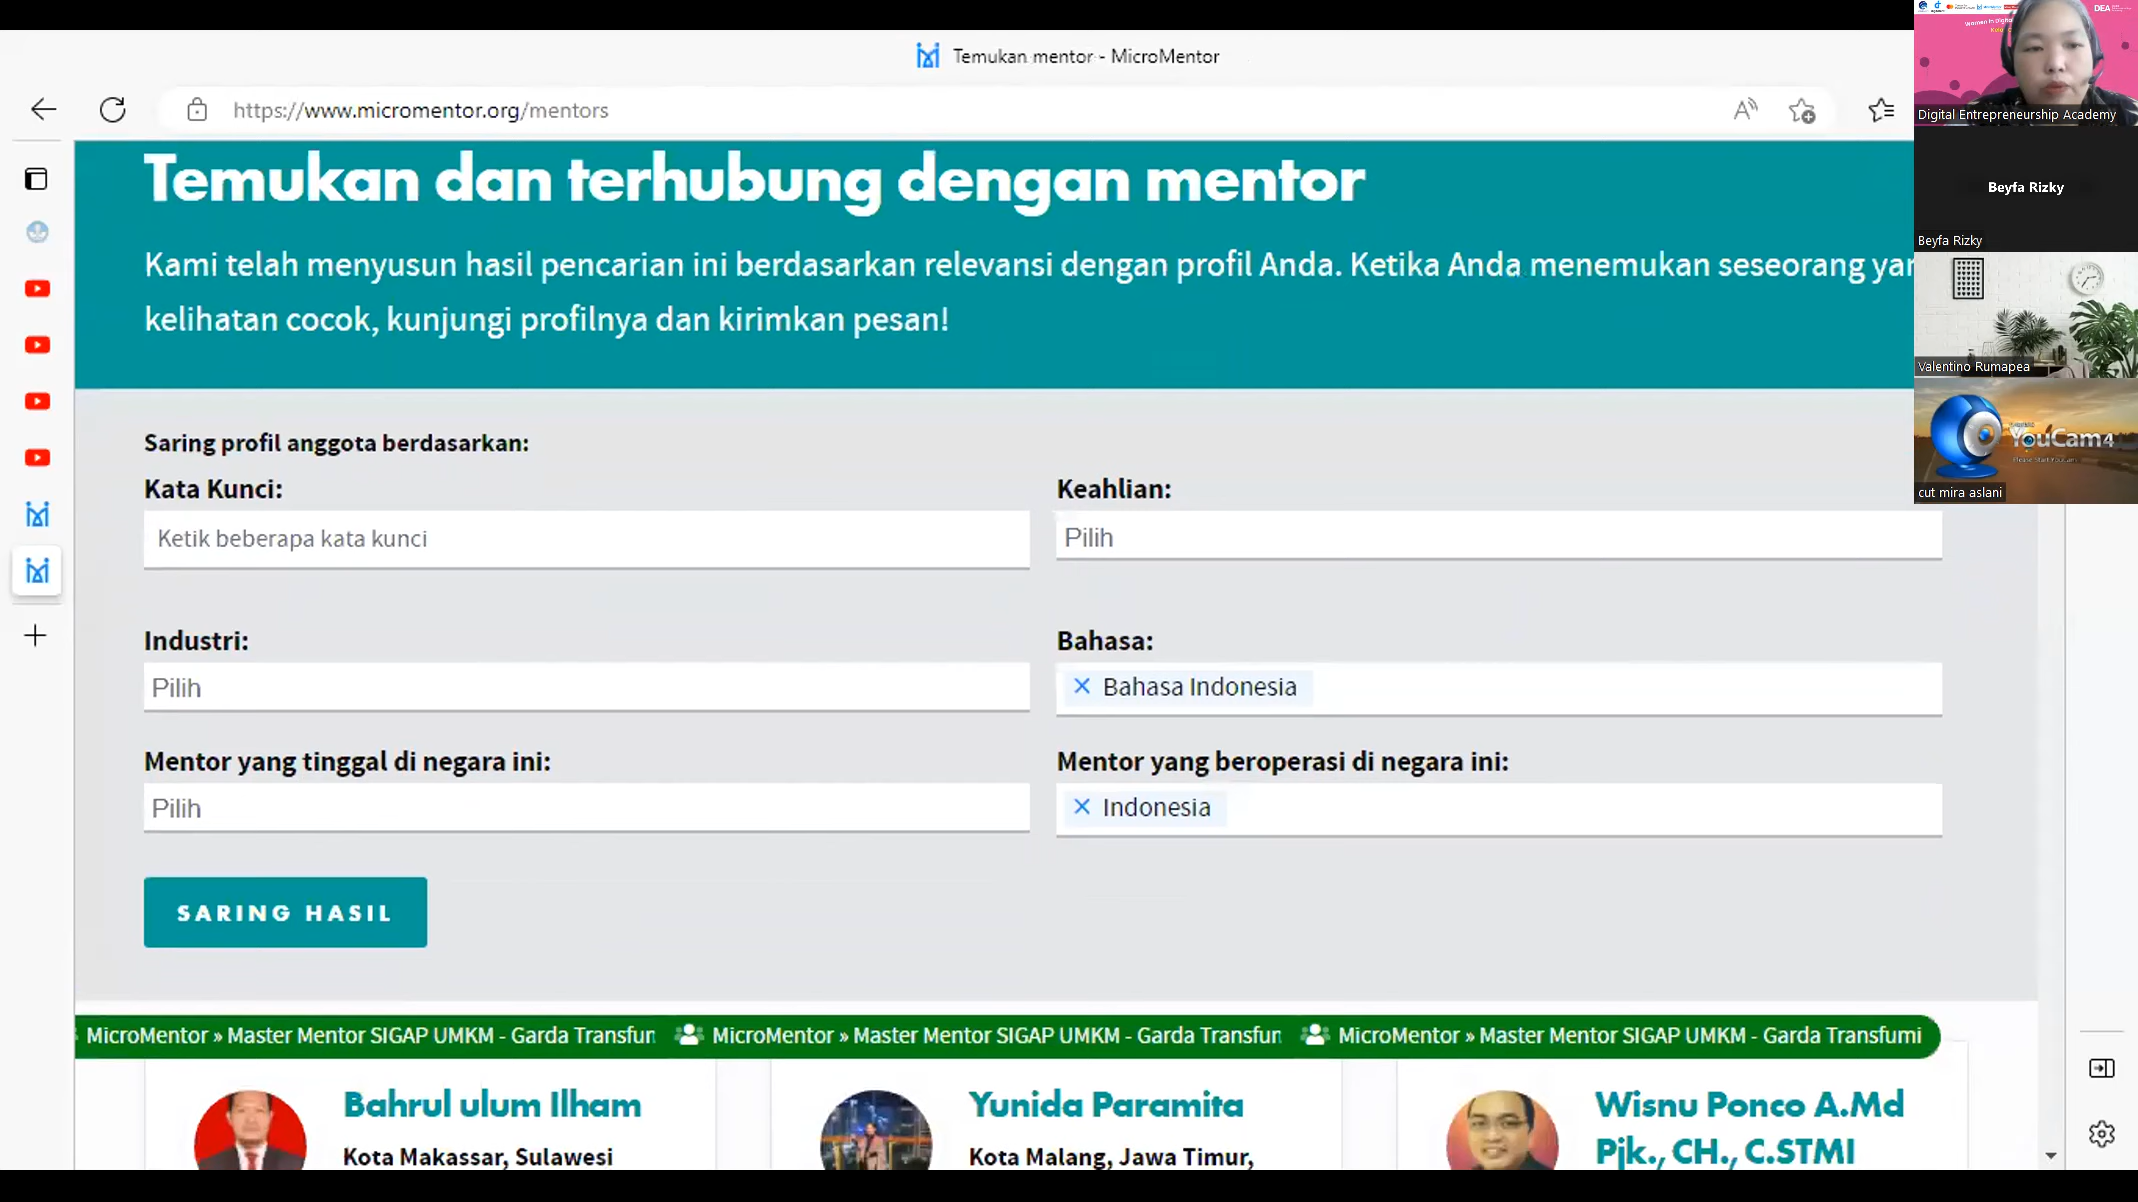 Temukan mentor - MicroMentor
https://www.micromentor.org/mentors
Temukan dan terhubung dengan mentor
Kami telah menyusun hasil pencarian ini berdasarkan relevansi dengan profil Anda. Ketika Anda menemukan seseorang
kelihatan cocok, kunjungi profilnya dan kirimkan pesan!
Saring profil anggota berdasarkan:
Kata Kunci:
Ketik beberapa kata kunci
Keahlian:
Pilih
Industri:
Pilih
Bahasa:
Bahasa Indonesia
Mentor yang tinggal di negara ini:
Pilih
Mentor yang beroperasi di negara ini:
Indonesia
SARING HASIL
MicroMentor » Master Mentor SIGAP UMKM - Garda Transfun
MicroMentor » Master Mentor SIGAP UMKM - Garda Transfun
MicroMentor » Master Mentor SIGAP UMKM - Garda Transfumi
Bahrul ulum Ilham
Kota Makassar, Sulawesi
Yunida Paramita
Kota Malang, Jawa Timur,
Wisnu Ponco A.Md
Pjk., CH., C.STMI
DEA
Digital Entrepreneurship Academy
Beyfa Rizky
Beyfa Rizky
Valentino Rumapea
YouCam4
cut mira aslani